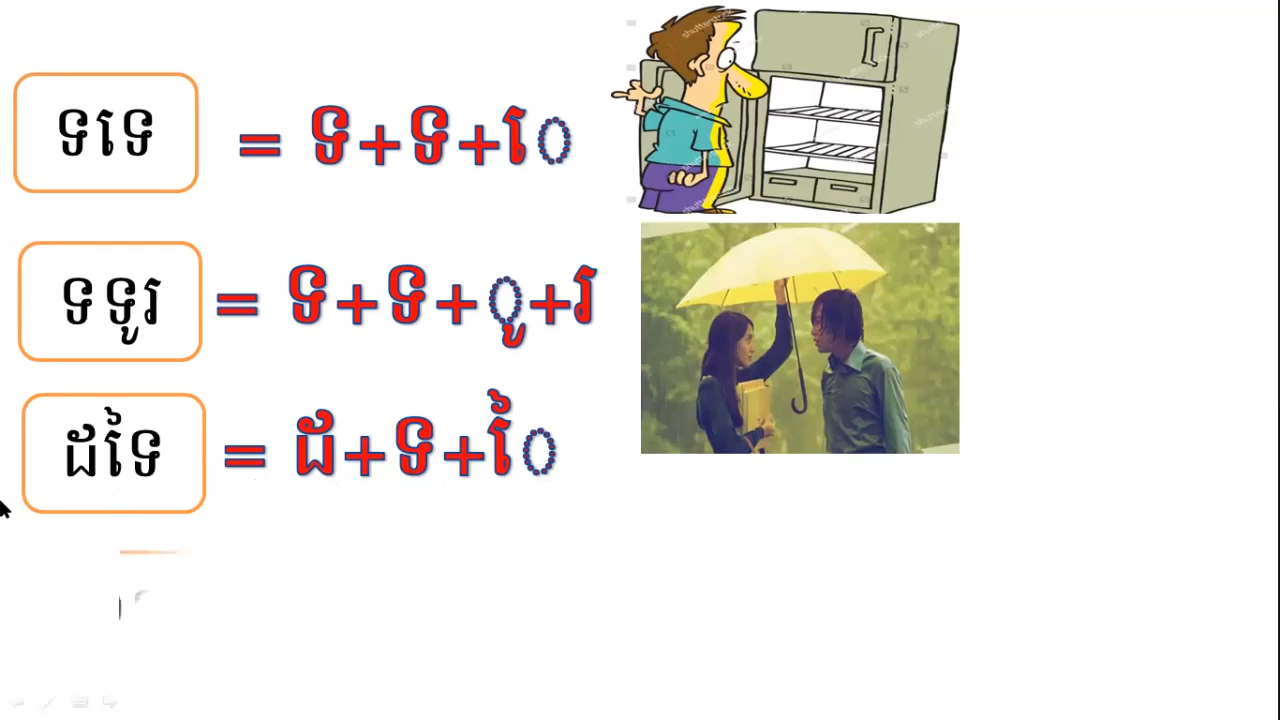 ទទេ = ទ+ទ+េ
ទទូរ = ទ+ទ+ូ+រ
ដទៃ = ដ+ទ+ៃ